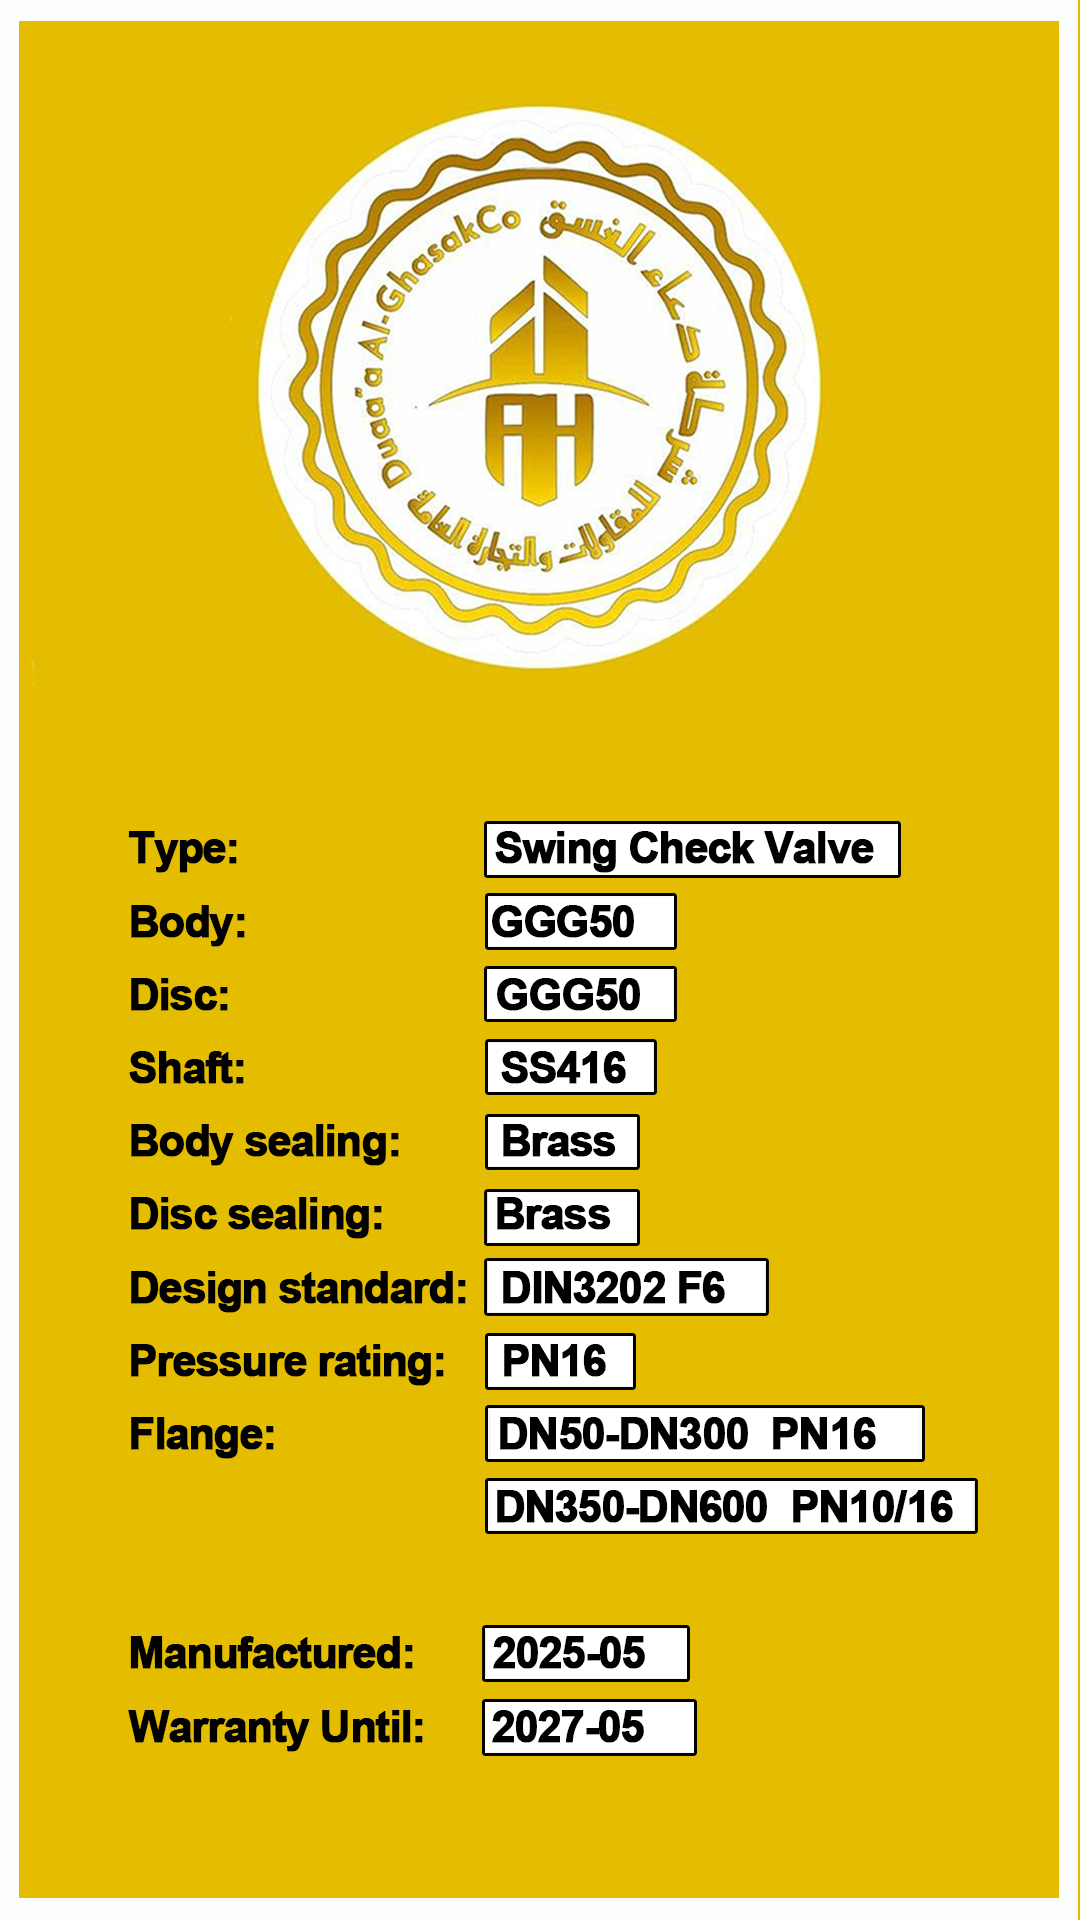 Duaa"a Al-GhasakCo
شركة دعاء الغسق
للمقاولات والتجارة العامة
AH
Type: Swing Check Valve
Body: GGG50
Disc: GGG50
Shaft: SS416
Body sealing: Brass
Disc sealing: Brass
Design standard: DIN3202 F6
Pressure rating: PN16
Flange: DN50-DN300 PN16
DN350-DN600 PN10/16
Manufactured: 2025-05
Warranty Until: 2027-05